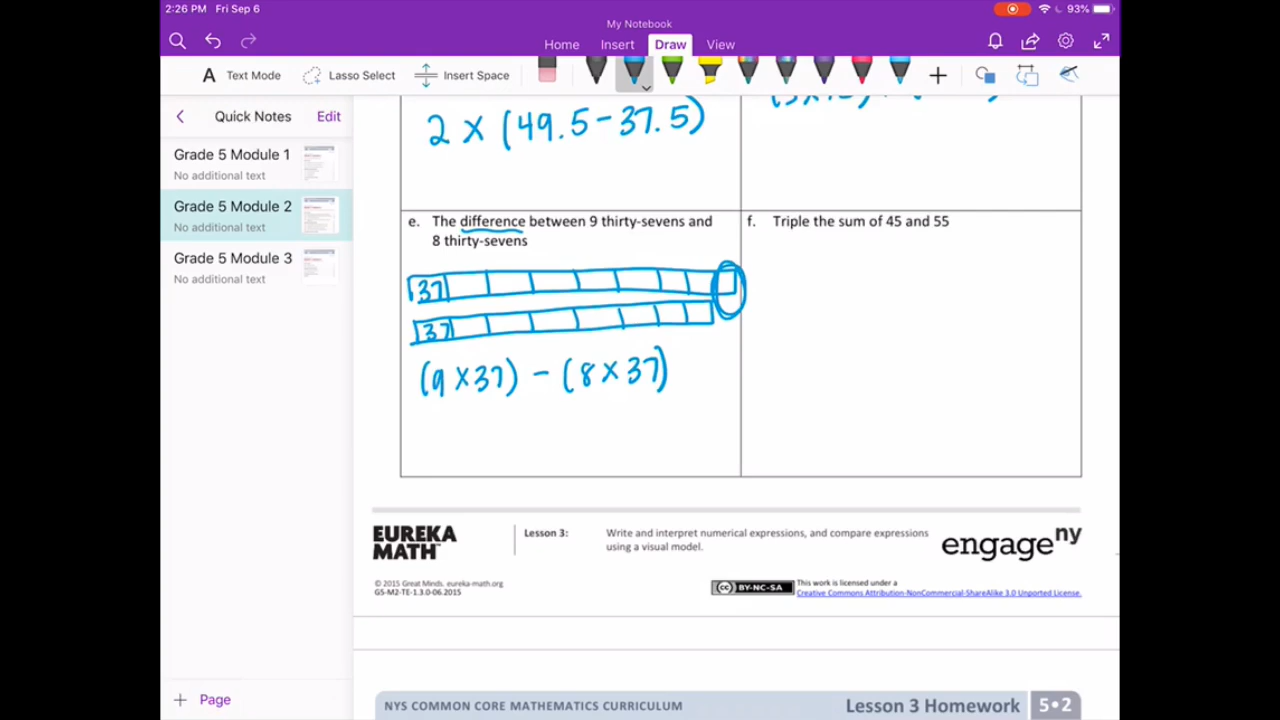 2:26 PM Fri Sep 6
93%
My Notebook
Home Insert Draw View
A Text Mode Lasso Select Insert Space
Quick Notes Edit
Grade 5 Module 1
No additional text
Grade 5 Module 2
No additional text
Grade 5 Module 3
No additional text
2 x (49.5-37.5)
e. The difference between 9 thirty-sevens and
8 thirty-sevens
37
37
(9 x 37) - (8 x 37)
f. Triple the sum of 45 and 55
EUREKA
MATH™
Lesson 3: Write and interpret numerical expressions, and compare expressions
using a visual model.
engage ny
© 2015 Great Minds. eureka-math.org
G5-M2-TE-1.3.0-06.2015
cc BY-NC-SA
This work is licensed under a
Creative Commons Attribution-NonCommercial-ShareAlike 3.0 Unported License.
+ Page
NYS COMMON CORE MATHEMATICS CURRICULUM
Lesson 3 Homework 5•2